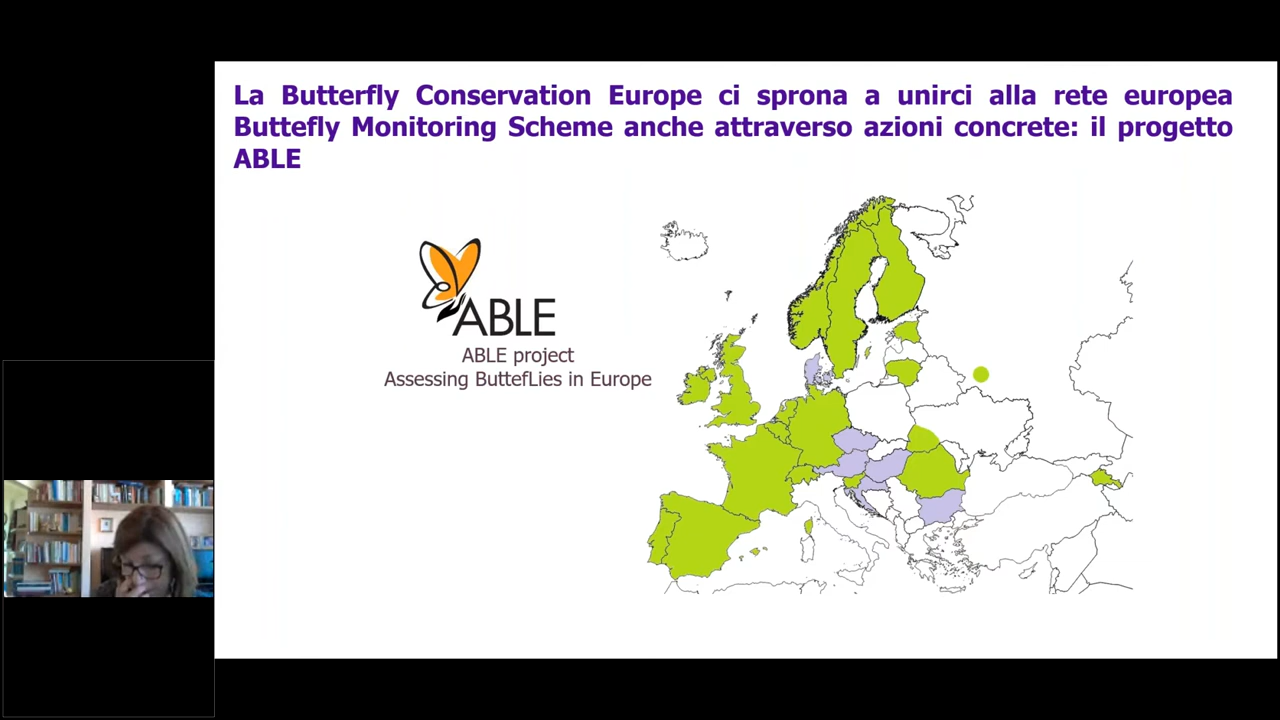 La Butterfly Conservation Europe ci sprona a unirci alla rete europea
Buttefly Monitoring Scheme anche attraverso azioni concrete: il progetto
ABLE
ABLE
ABLE project
Assessing ButtefLies in Europe